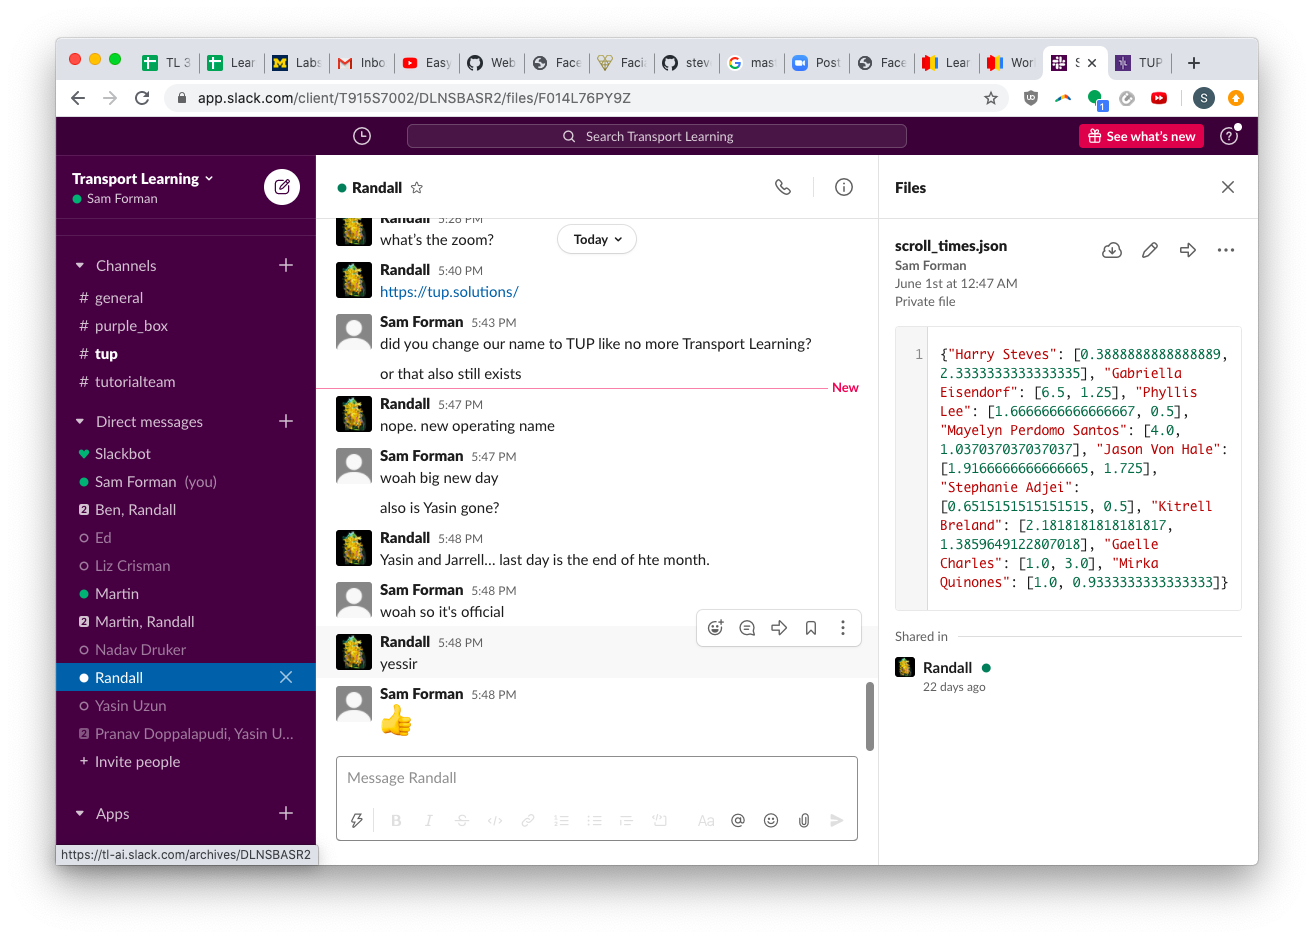 TL 3
Lear
Labs
Inbo
Easy
Web
Face
Facia
stev
mast
Post
Face
Lear
Wor
S
TUP
app.slack.com/client/T915S7002/DLNSBASR2/files/F014L76PY9Z
1
S
Search Transport Learning
See what's new
Transport Learning
Sam Forman
Channels
# general
# purple_box
# tup
# tutorialteam
Direct messages
Slackbot
Sam Forman (you)
2 Ben, Randall
Ed
Liz Crisman
Martin
2 Martin, Randall
Nadav Druker
Randall
Yasin Uzun
2 Pranav Doppalapudi, Yasin U...
+ Invite people
Apps
https://tl-ai.slack.com/archives/DLNSBASR2
Randall
Randall 5:26 PM
what's the zoom?
Today
Randall 5:40 PM
https://tup.solutions/
Sam Forman 5:43 PM
did you change our name to TUP like no more Transport Learning?
or that also still exists
New
Randall 5:47 PM
nope. new operating name
Sam Forman 5:47 PM
woah big new day
also is Yasin gone?
Randall 5:48 PM
Yasin and Jarrell... last day is the end of hte month.
Sam Forman 5:48 PM
woah so it's official
Randall 5:48 PM
yessir
Sam Forman 5:48 PM
Message Randall
B I S </> Aa @
Files
scroll_times.json
Sam Forman
June 1st at 12:47 AM
Private file
1 {"Harry Steves": [0.3888888888888889,
2.3333333333333335], "Gabriella
Eisendorf": [6.5, 1.25], "Phyllis
Lee": [1.6666666666666667, 0.5],
"Mayelyn Perdomo Santos": [4.0,
1.037037037037037], "Jason Von Hale":
[1.9166666666666665, 1.725],
"Stephanie Adjei":
[0.6515151515151515, 0.5], "Kitrell
Breland": [2.1818181818181817,
1.3859649122807018], "Gaelle
Charles": [1.0, 3.0], "Mirka
Quinones": [1.0, 0.9333333333333333]}
Shared in
Randall
22 days ago